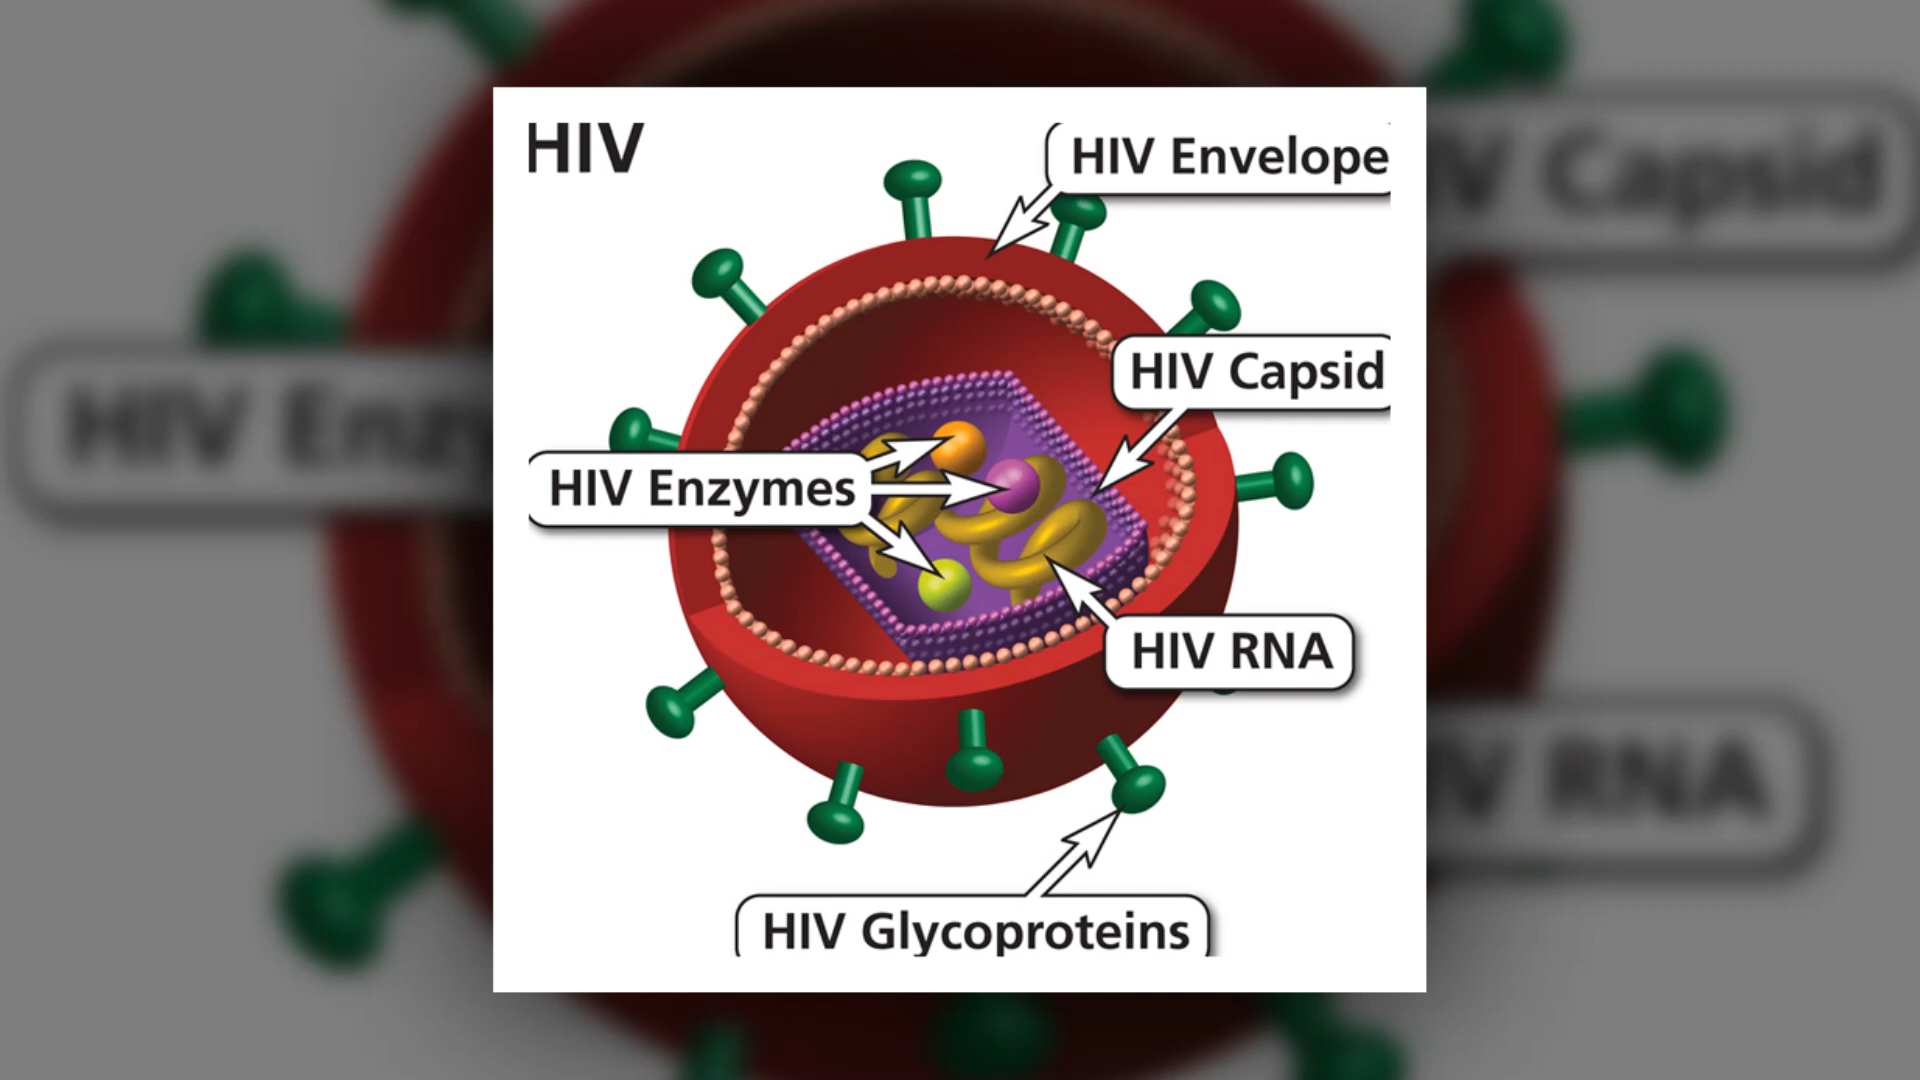 HIV
HIV Envelope
HIV Capsid
HIV Enzymes
HIV RNA
HIV Glycoproteins